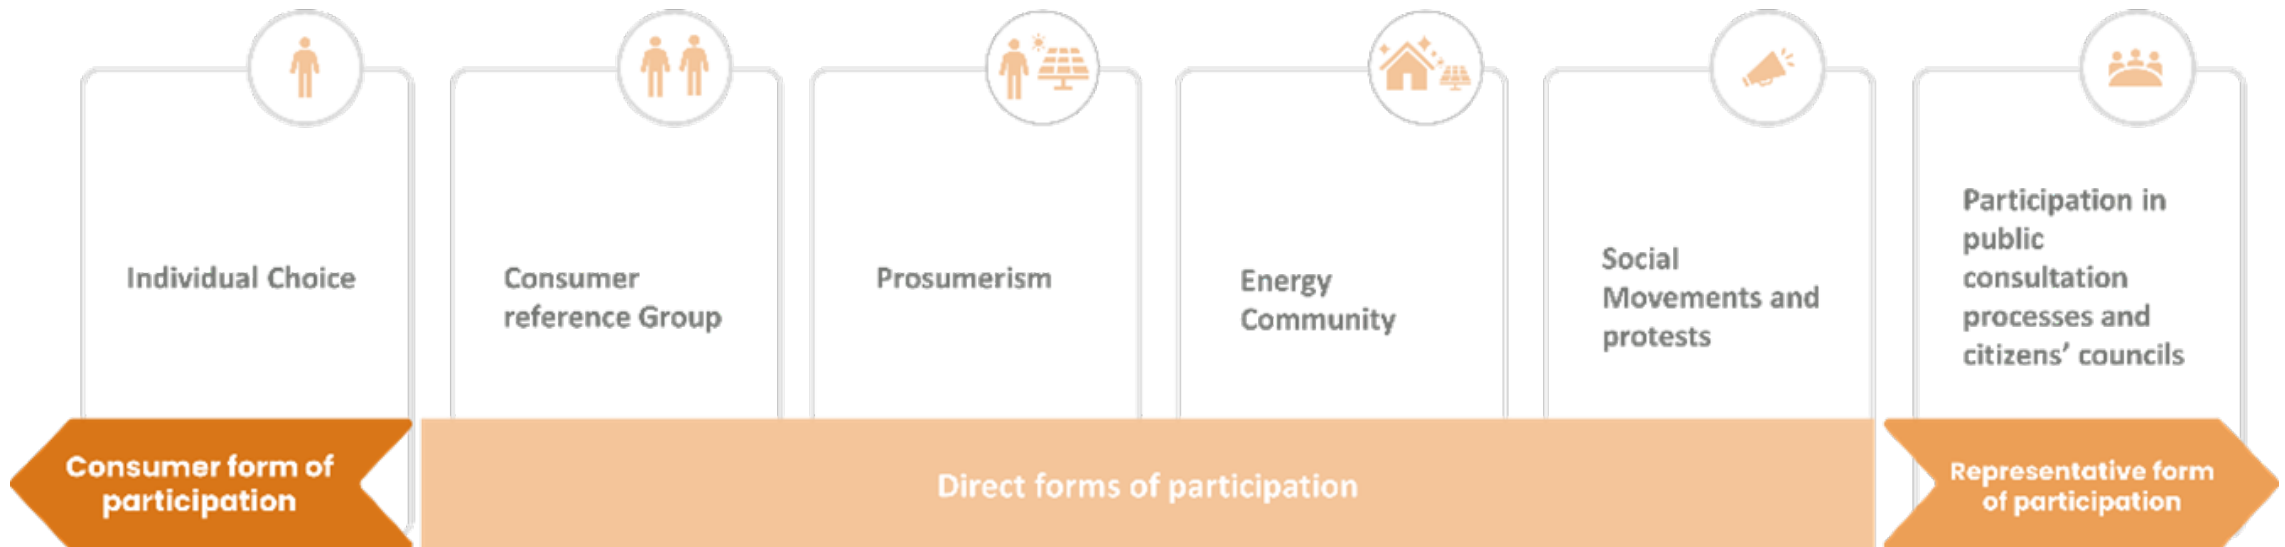 Individual Choice
Consumer
reference Group
Prosumerism
Energy
Community
Social
Movements and
protests
Participation in
public
consultation
processes and
citizens’ councils
Consumer form of
participation
Direct forms of participation
Representative form
of participation